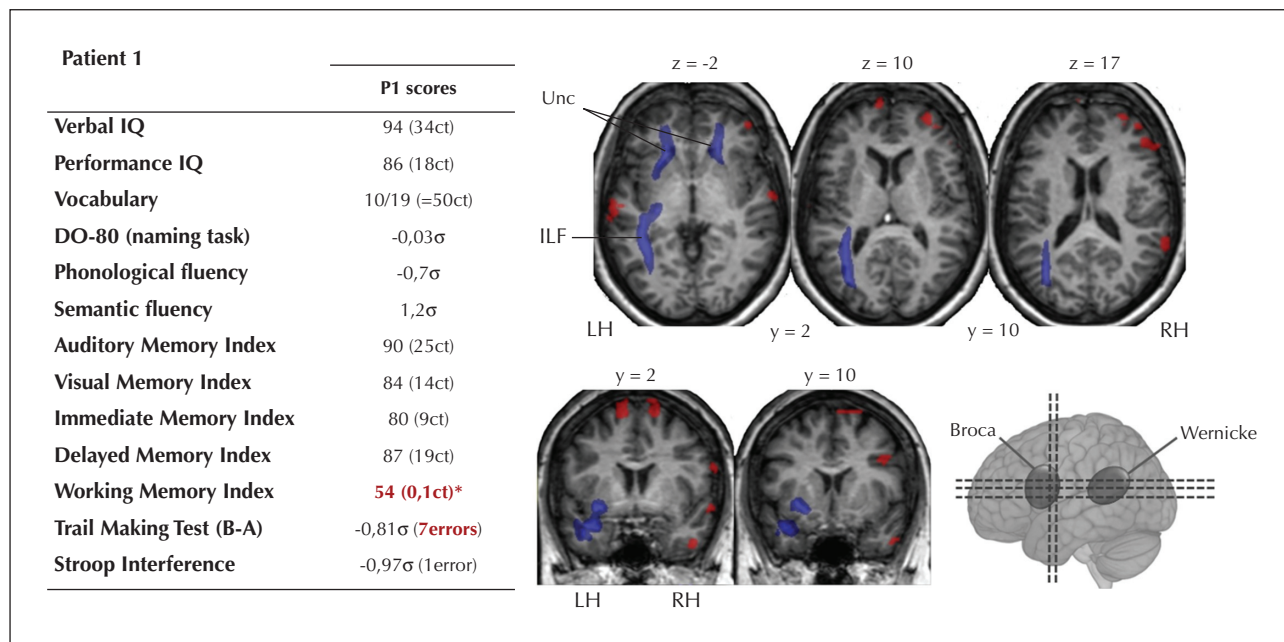 Patient 1
P1 scores
Verbal IQ 94 (34ct)
Performance IQ 86 (18ct)
Vocabulary 10/19 (=50ct)
DO-80 (naming task) -0,03σ
Phonological fluency -0,7σ
Semantic fluency 1,2σ
Auditory Memory Index 90 (25ct)
Visual Memory Index 84 (14ct)
Immediate Memory Index 80 (9ct)
Delayed Memory Index 87 (19ct)
Working Memory Index 54 (0,1ct)*
Trail Making Test (B-A) -0,81σ (7errors)
Stroop Interference -0,97σ (1error)
z = -2 z = 10 z = 17
Unc
ILF
LH y = 2 y = 10 RH
y = 2 y = 10
LH RH
Broca
Wernicke